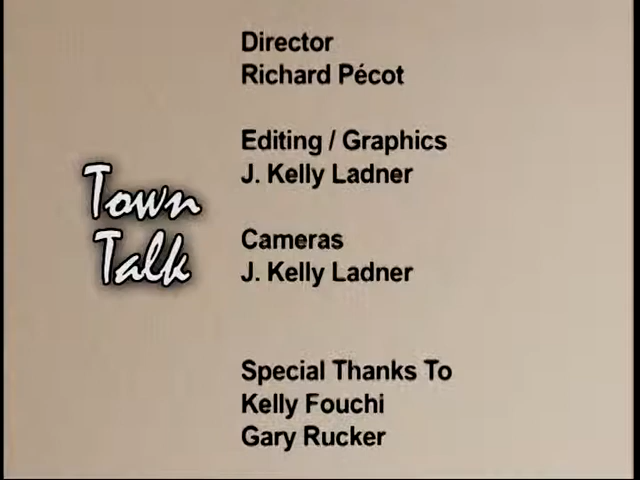 Town
Talk
Director
Richard Pécot
Editing / Graphics
J. Kelly Ladner
Cameras
J. Kelly Ladner
Special Thanks To
Kelly Fouchi
Gary Rucker